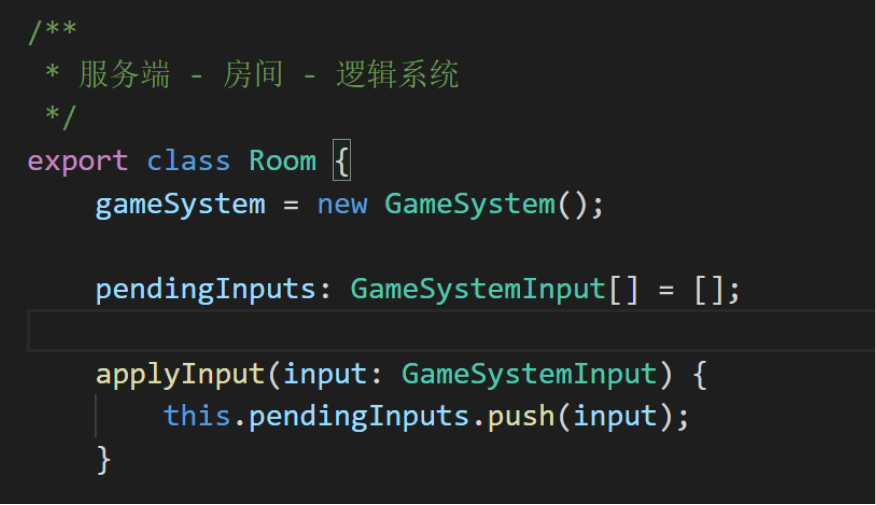 /**
 * 服务端 - 房间 - 逻辑系统
 */
export class Room {
    gameSystem = new GameSystem();
    pendingInputs: GameSystemInput[] = [];
    applyInput(input: GameSystemInput) {
        this.pendingInputs.push(input);
    }